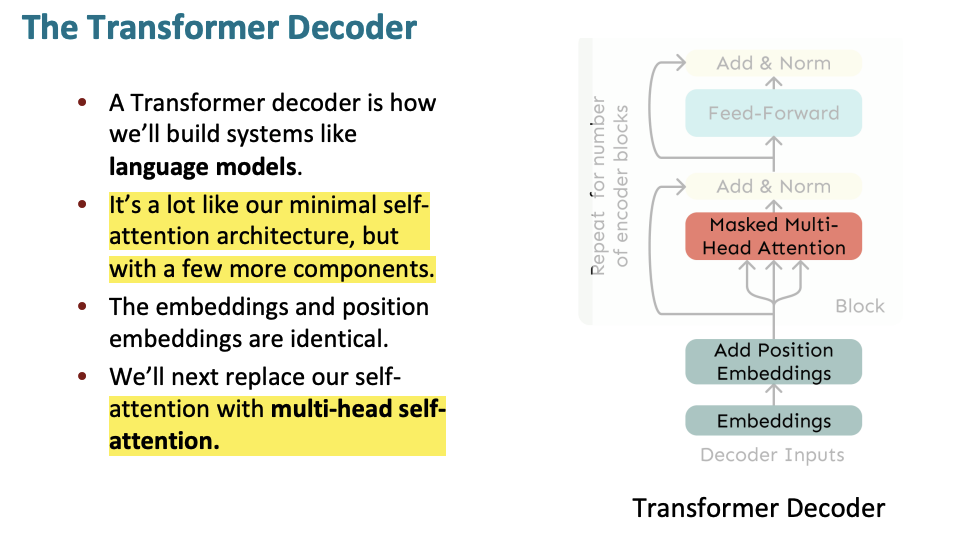 The Transformer Decoder
• A Transformer decoder is how
we'll build systems like
language models.
• It's a lot like our minimal self-
attention architecture, but
with a few more components.
• The embeddings and position
embeddings are identical.
• We'll next replace our self-
attention with multi-head self-
attention.
Repeat for number
of encoder blocks
Add & Norm
Feed-Forward
Add & Norm
Masked Multi-
Head Attention
Block
Add Position
Embeddings
Embeddings
Decoder Inputs
Transformer Decoder